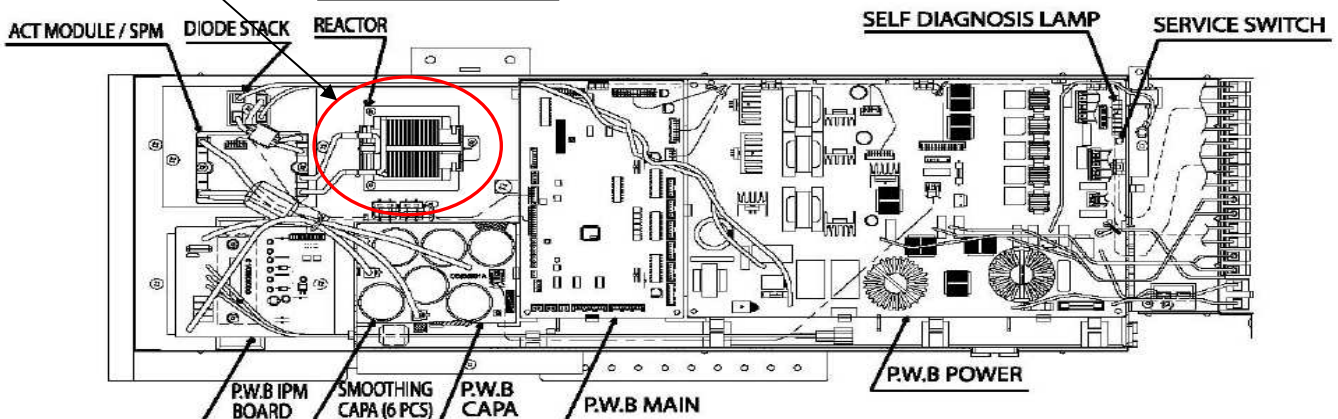 ACT MODULE / SPM
DIODE STACK
REACTOR
SELF DIAGNOSIS LAMP
SERVICE SWITCH
P.W.B IPM
BOARD
SMOOTHING
CAPA (6 PCS)
P.W.B
CAPA
P.W.B MAIN
P.W.B POWER